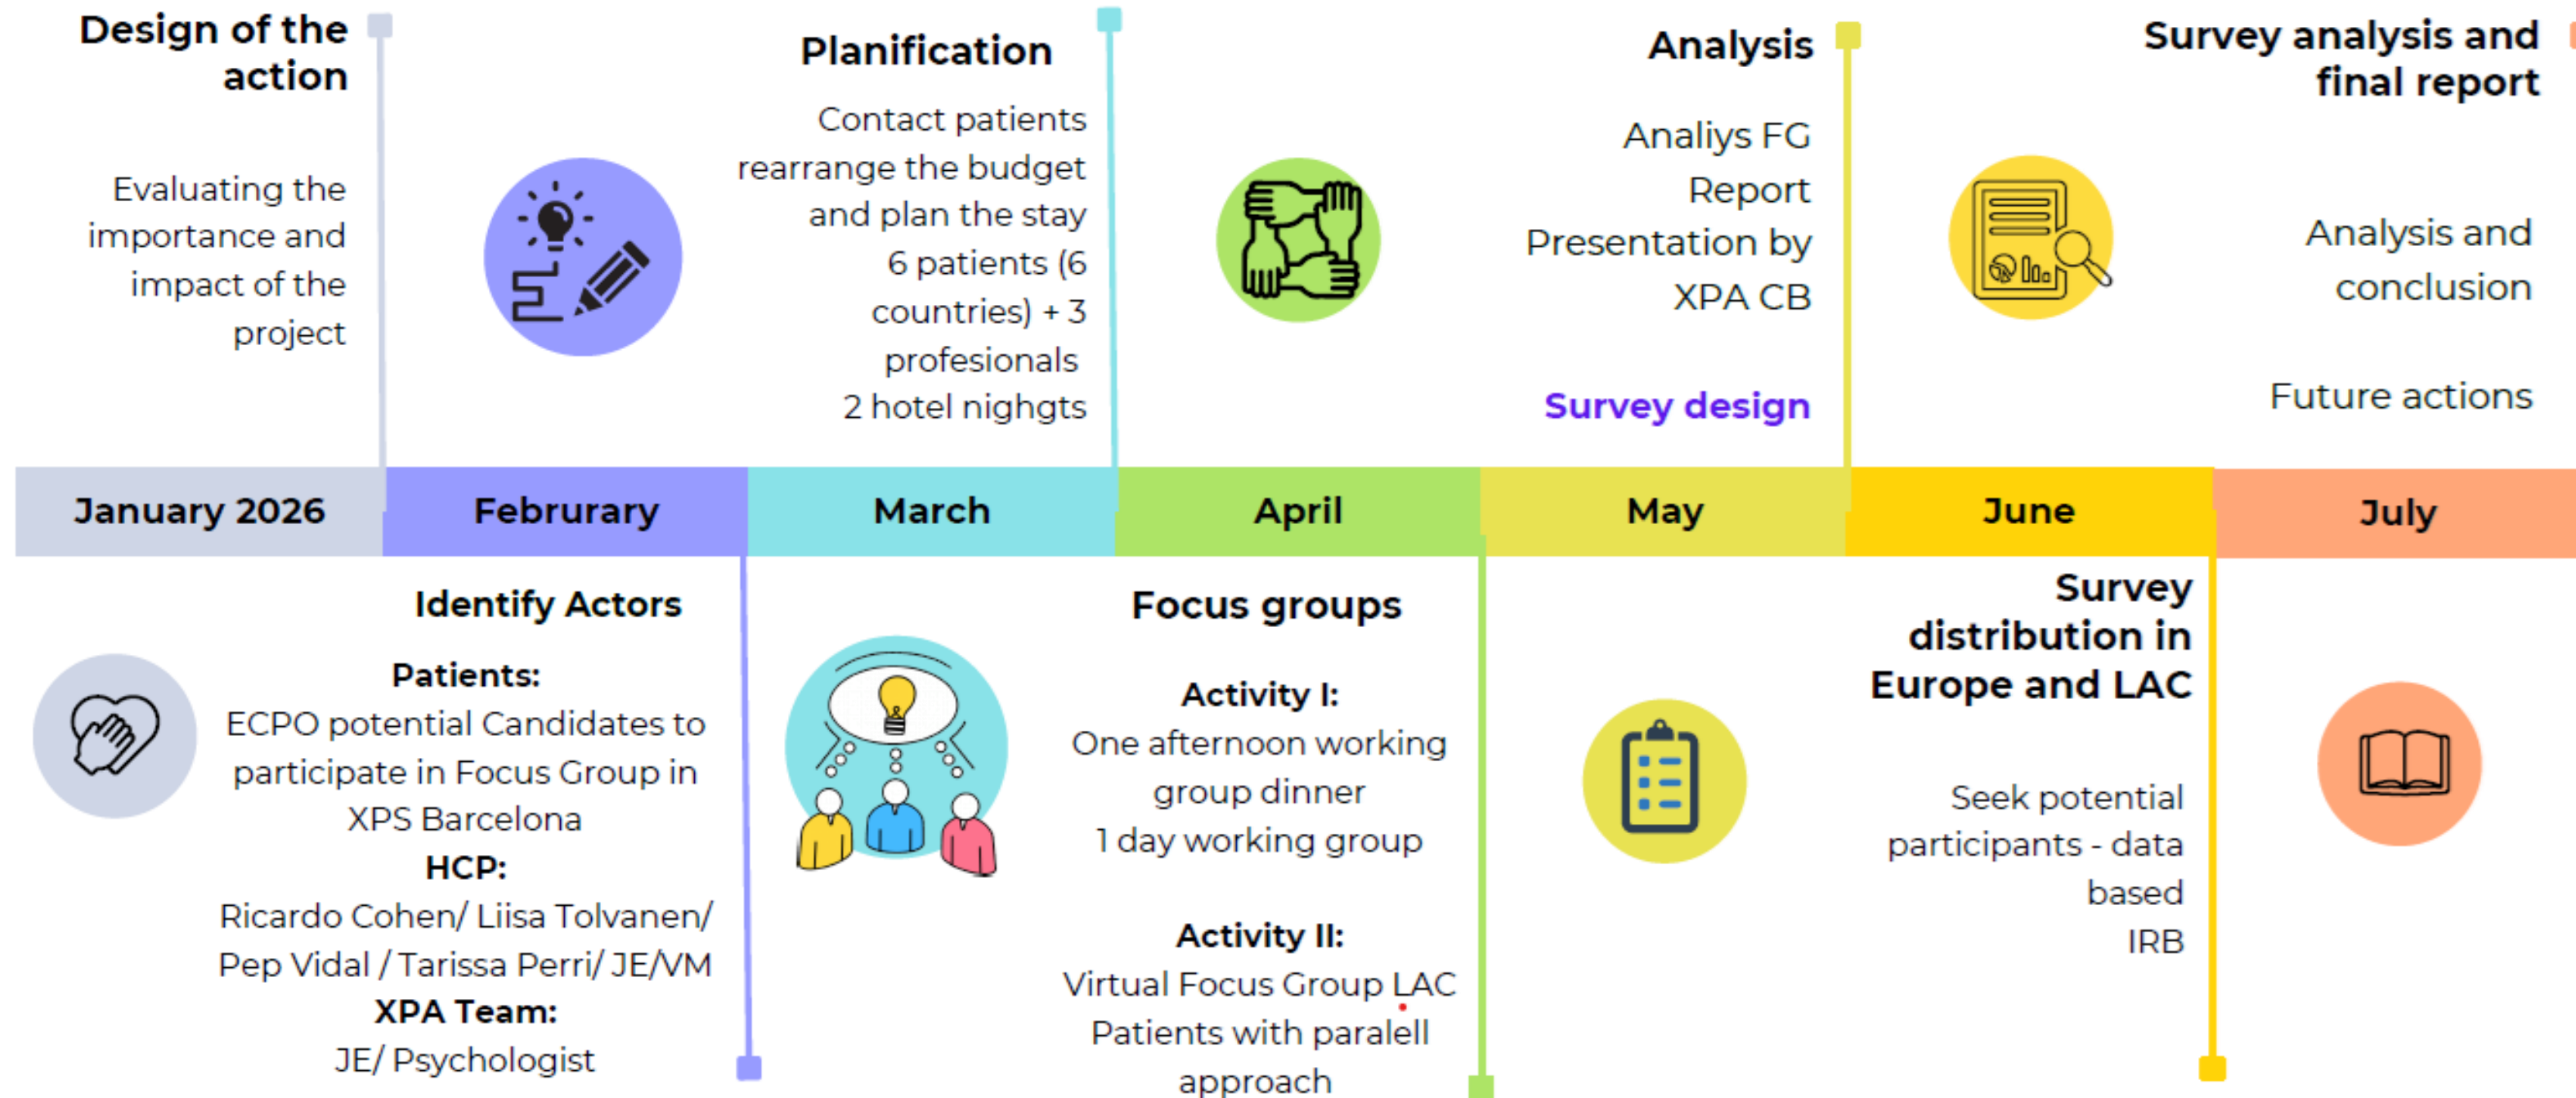 Design of the
action
Evaluating the
importance and
impact of the
project
Planification
Contact patients
rearrange the budget
and plan the stay
6 patients (6
countries) + 3
profesionals
2 hotel nighgts
Analysis
Analiys FG
Report
Presentation by
XPA CB
Survey design
Survey analysis and
final report
Analysis and
conclusion
Future actions
January 2026
Februrary
March
April
May
June
July
Identify Actors
Patients:
ECPO potential Candidates to
participate in Focus Group in
XPS Barcelona
HCP:
Ricardo Cohen/ Liisa Tolvanen/
Pep Vidal / Tarissa Perri/ JE/VM
XPA Team:
JE/ Psychologist
Focus groups
Activity I:
One afternoon working
group dinner
1 day working group
Activity II:
Virtual Focus Group LAC
Patients with paralell
approach
Survey
distribution in
Europe and LAC
Seek potential
participants - data
based
IRB